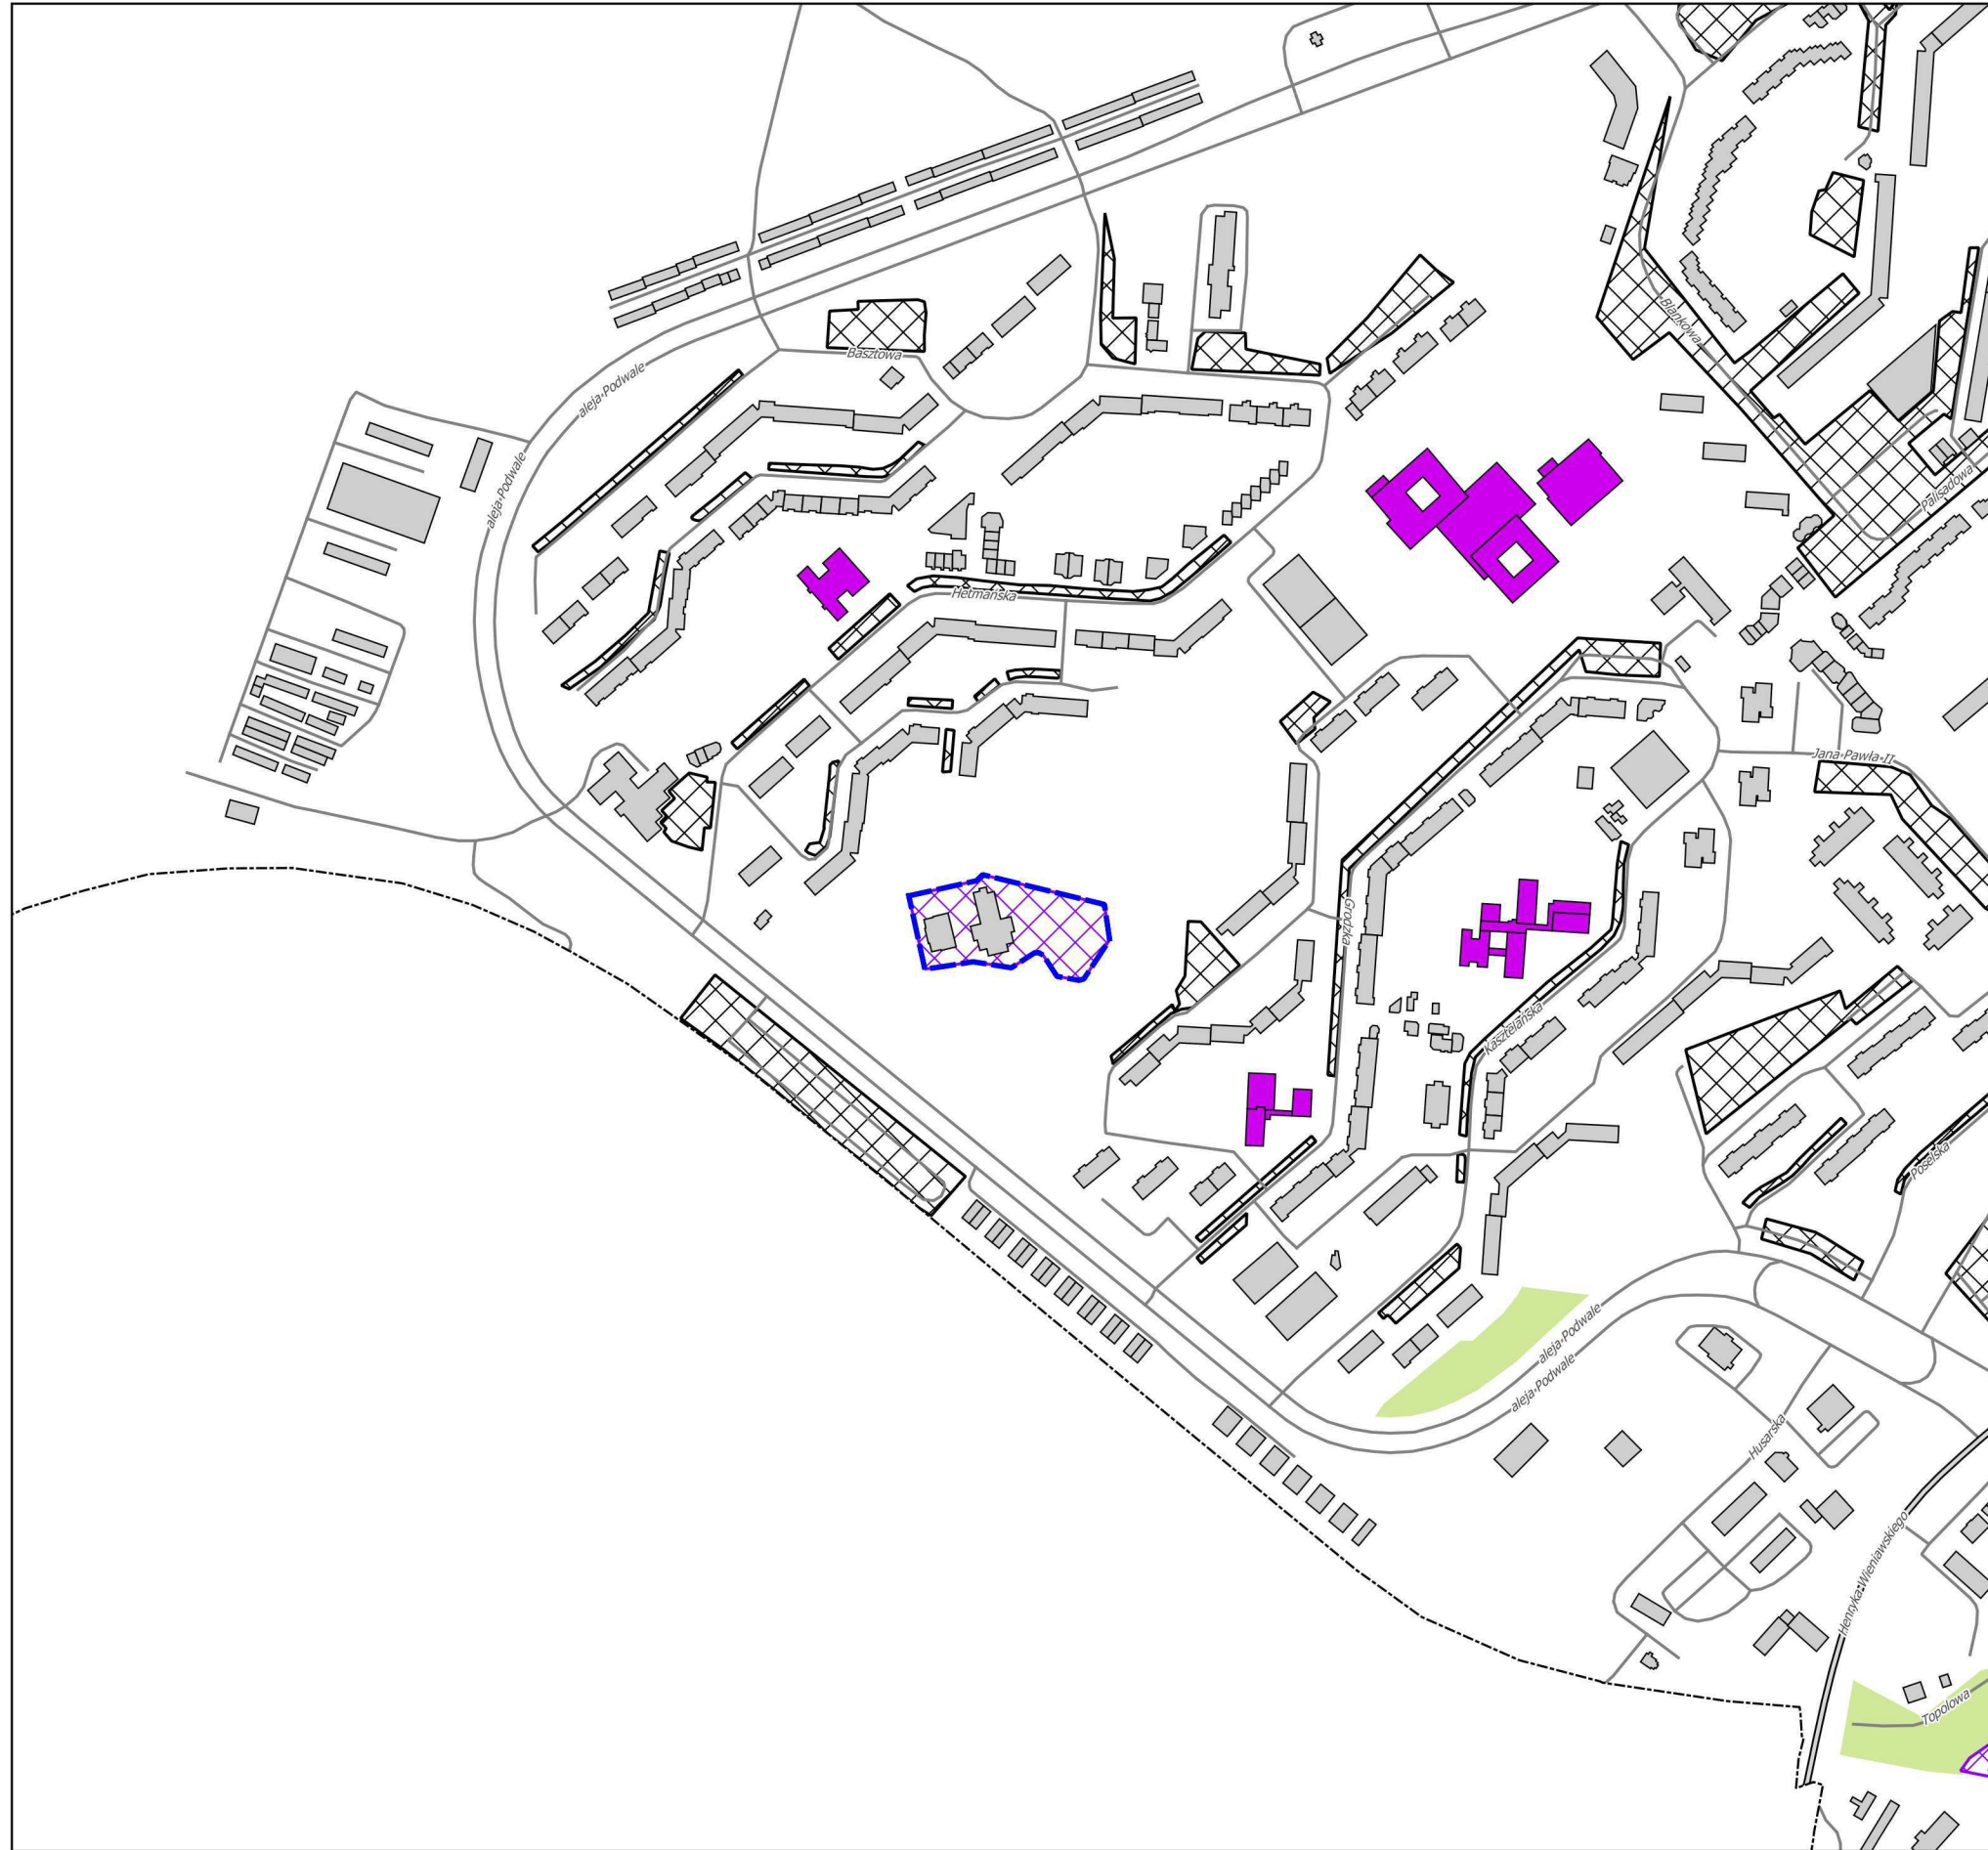 Blankowa
Basztowa
aleja Podwale
aleja Podwale
Palisadowa
Hetmańska
Jana Pawła II
Grodzka
Kasztelańska
Poselska
aleja Podwale
aleja Podwale
Husarska
Henryka Wieniawskiego
Topolowa